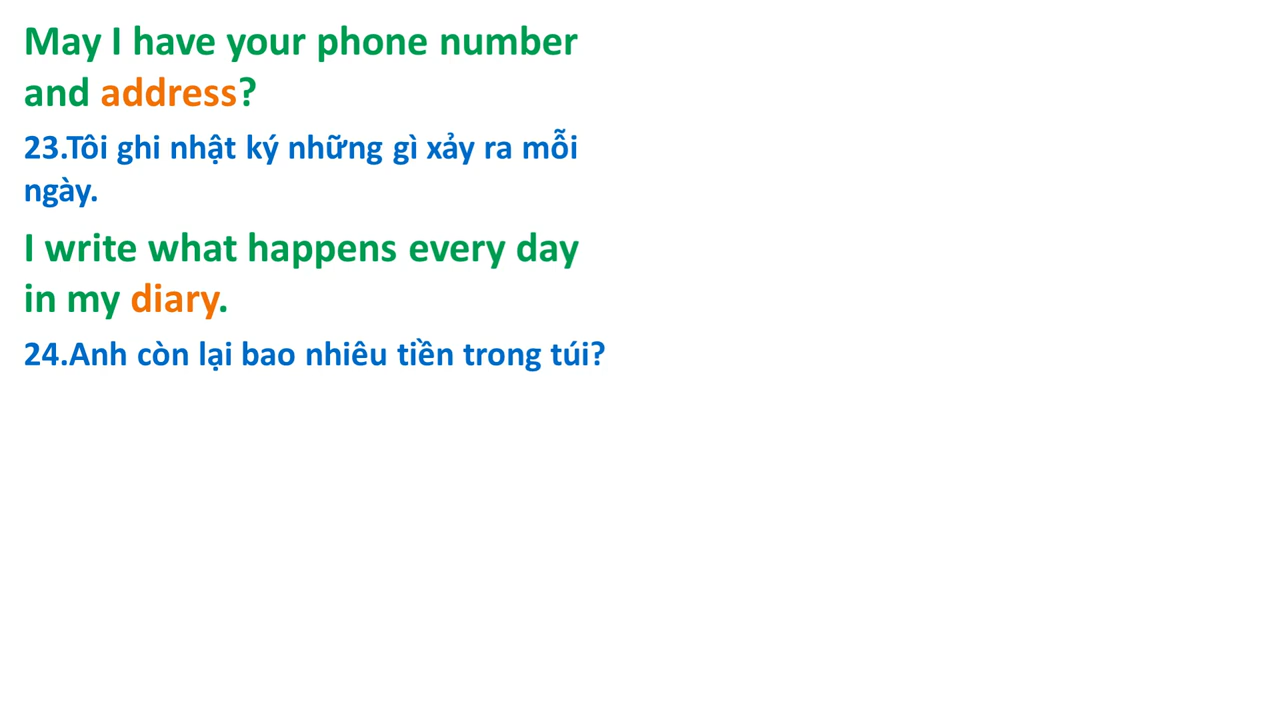 May I have your phone number
and address?
23.Tôi ghi nhật ký những gì xảy ra mỗi
ngày.
I write what happens every day
in my diary.
24.Anh còn lại bao nhiêu tiền trong túi?